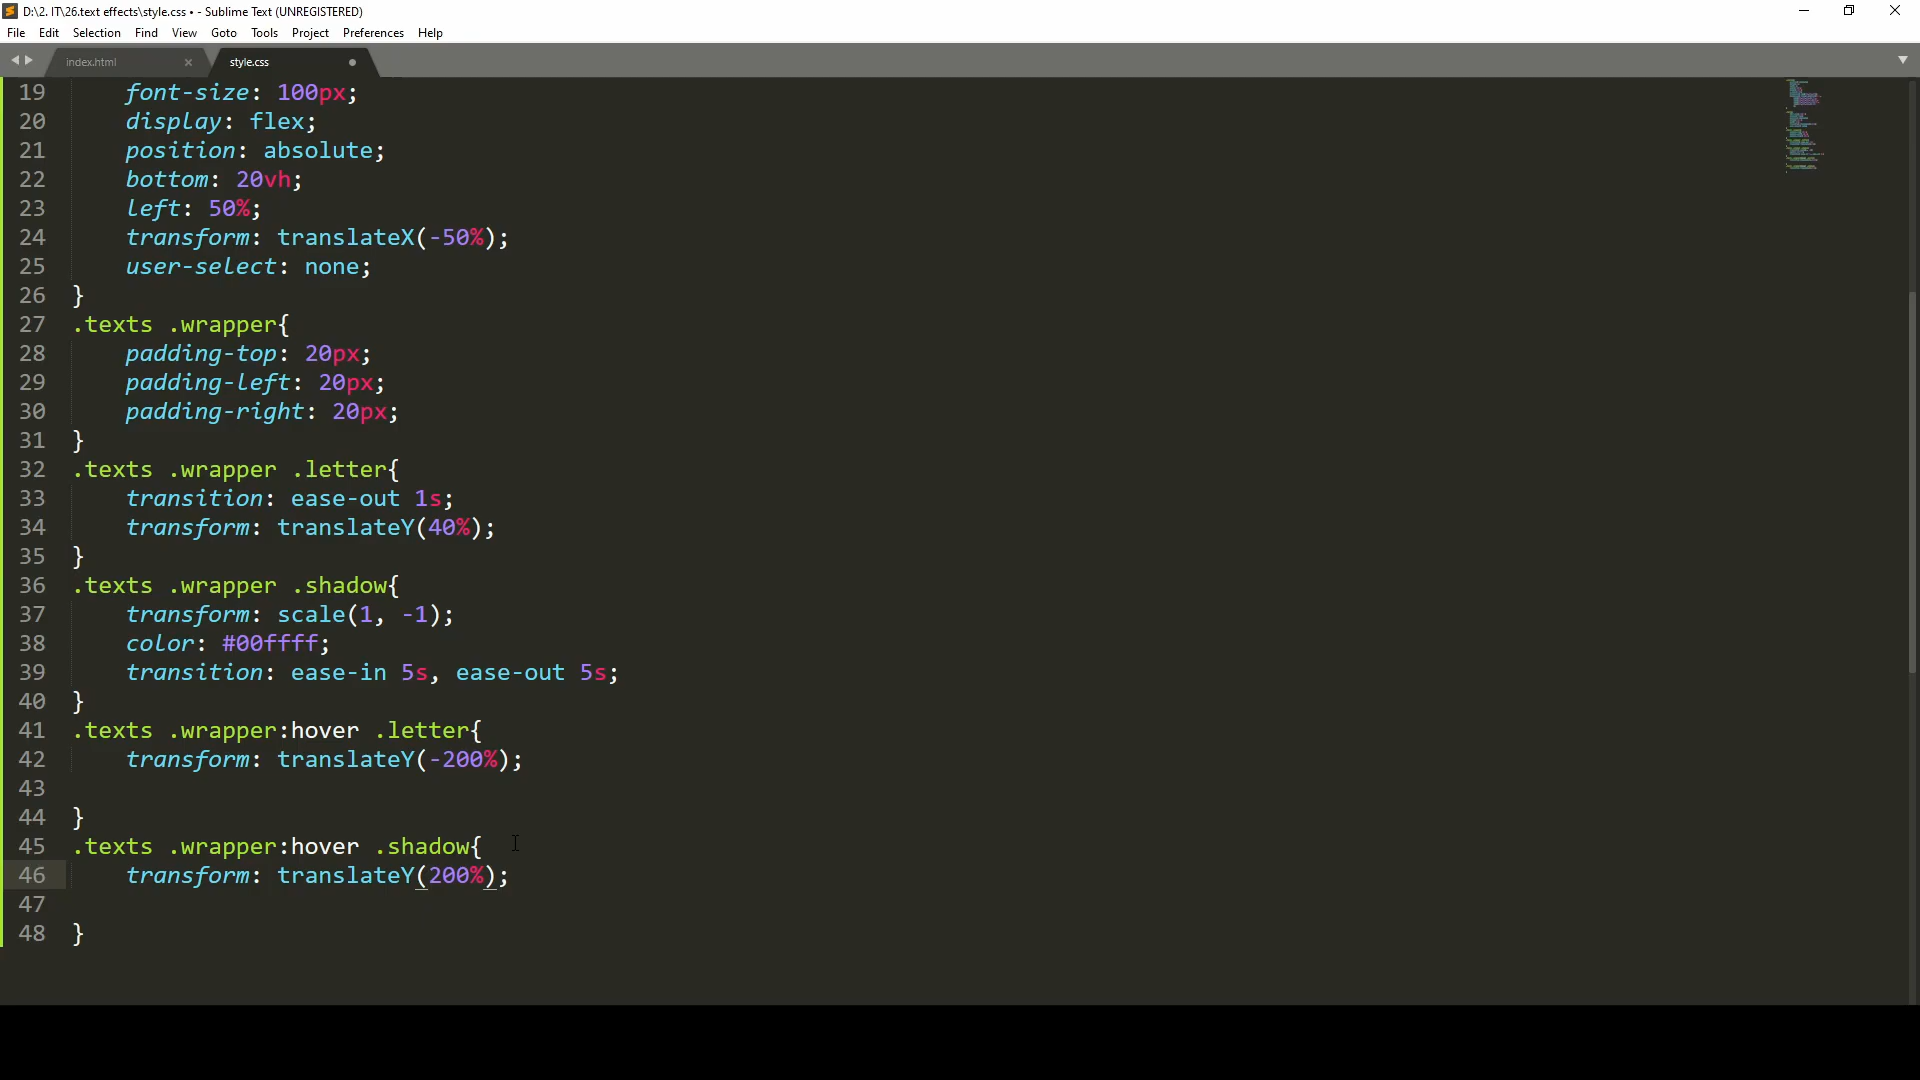 D:\2. IT\26.text effects\style.css • - Sublime Text (UNREGISTERED)
File Edit Selection Find View Goto Tools Project Preferences Help
index.html × style.css
19 font-size: 100px;
20 display: flex;
21 position: absolute;
22 bottom: 20vh;
23 left: 50%;
24 transform: translateX(-50%);
25 user-select: none;
26 }
27 .texts .wrapper{
28 padding-top: 20px;
29 padding-left: 20px;
30 padding-right: 20px;
31 }
32 .texts .wrapper .letter{
33 transition: ease-out 1s;
34 transform: translateY(40%);
35 }
36 .texts .wrapper .shadow{
37 transform: scale(1, -1);
38 color: #00ffff;
39 transition: ease-in 5s, ease-out 5s;
40 }
41 .texts .wrapper:hover .letter{
42 transform: translateY(-200%);
43
44 }
45 .texts .wrapper:hover .shadow{
46 transform: translateY(200%);
47
48 }